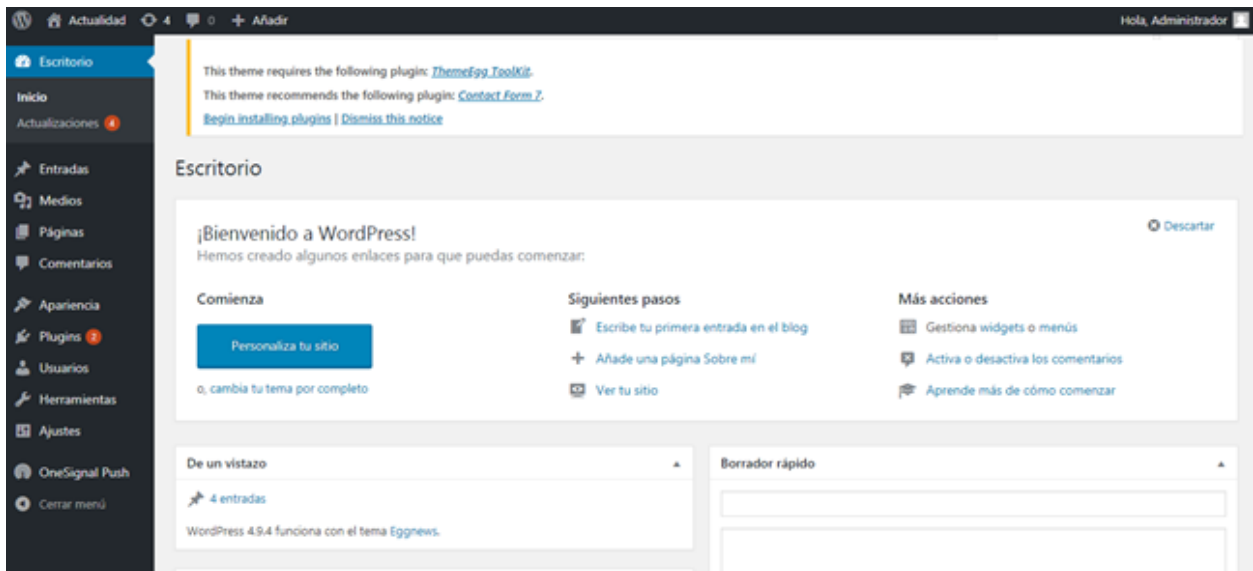 Actualidad 4 0 + Añadir Hola, Administrador
Escritorio
Inicio
Actualizaciones 4
Entradas
Medios
Páginas
Comentarios
Apariencia
Plugins 2
Usuarios
Herramientas
Ajustes
OneSignal Push
Cerrar menú
This theme requires the following plugin: ThemeEgg ToolKit.
This theme recommends the following plugin: Contact Form 7.
Begin installing plugins | Dismiss this notice
Escritorio
¡Bienvenido a WordPress!
Descartar
Hemos creado algunos enlaces para que puedas comenzar:
Comienza
Personaliza tu sitio
o, cambia tu tema por completo
Siguientes pasos
Escribe tu primera entrada en el blog
Añade una página Sobre mí
Ver tu sitio
Más acciones
Gestiona widgets o menús
Activa o desactiva los comentarios
Aprende más de cómo comenzar
De un vistazo
4 entradas
WordPress 4.9.4 funciona con el tema Eggnews.
Borrador rápido